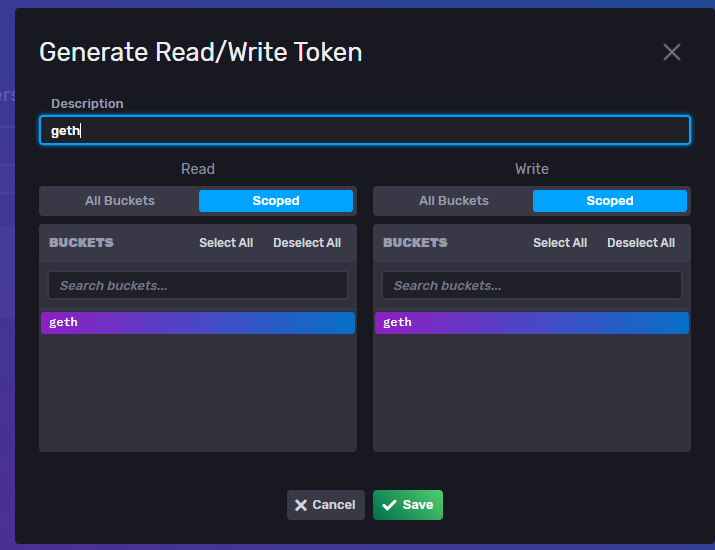 ers
Generate Read/Write Token
Description
geth
Read
Write
All Buckets
Scoped
All Buckets
Scoped
BUCKETS
Select All
Deselect All
BUCKETS
Select All
Deselect All
Search buckets...
Search buckets...
geth
geth
Cancel
Save